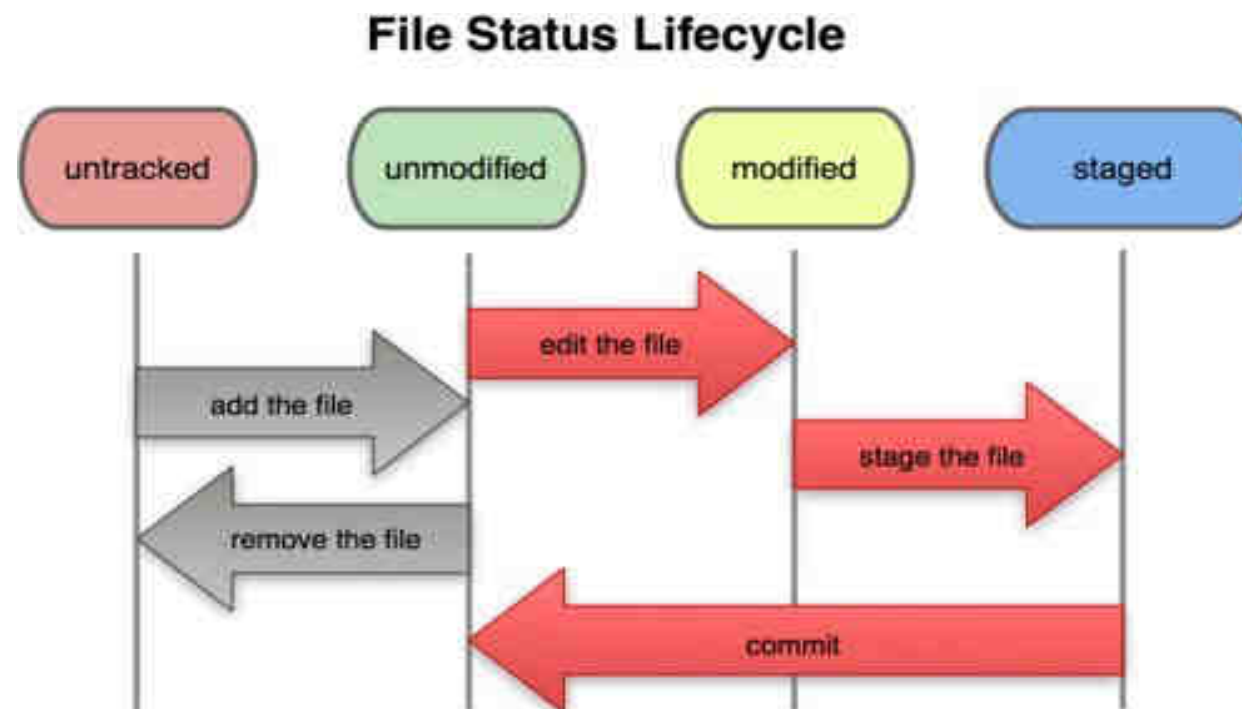 File Status Lifecycle
untracked
unmodified
modified
staged
edit the file
add the file
stage the file
remove the file
commit